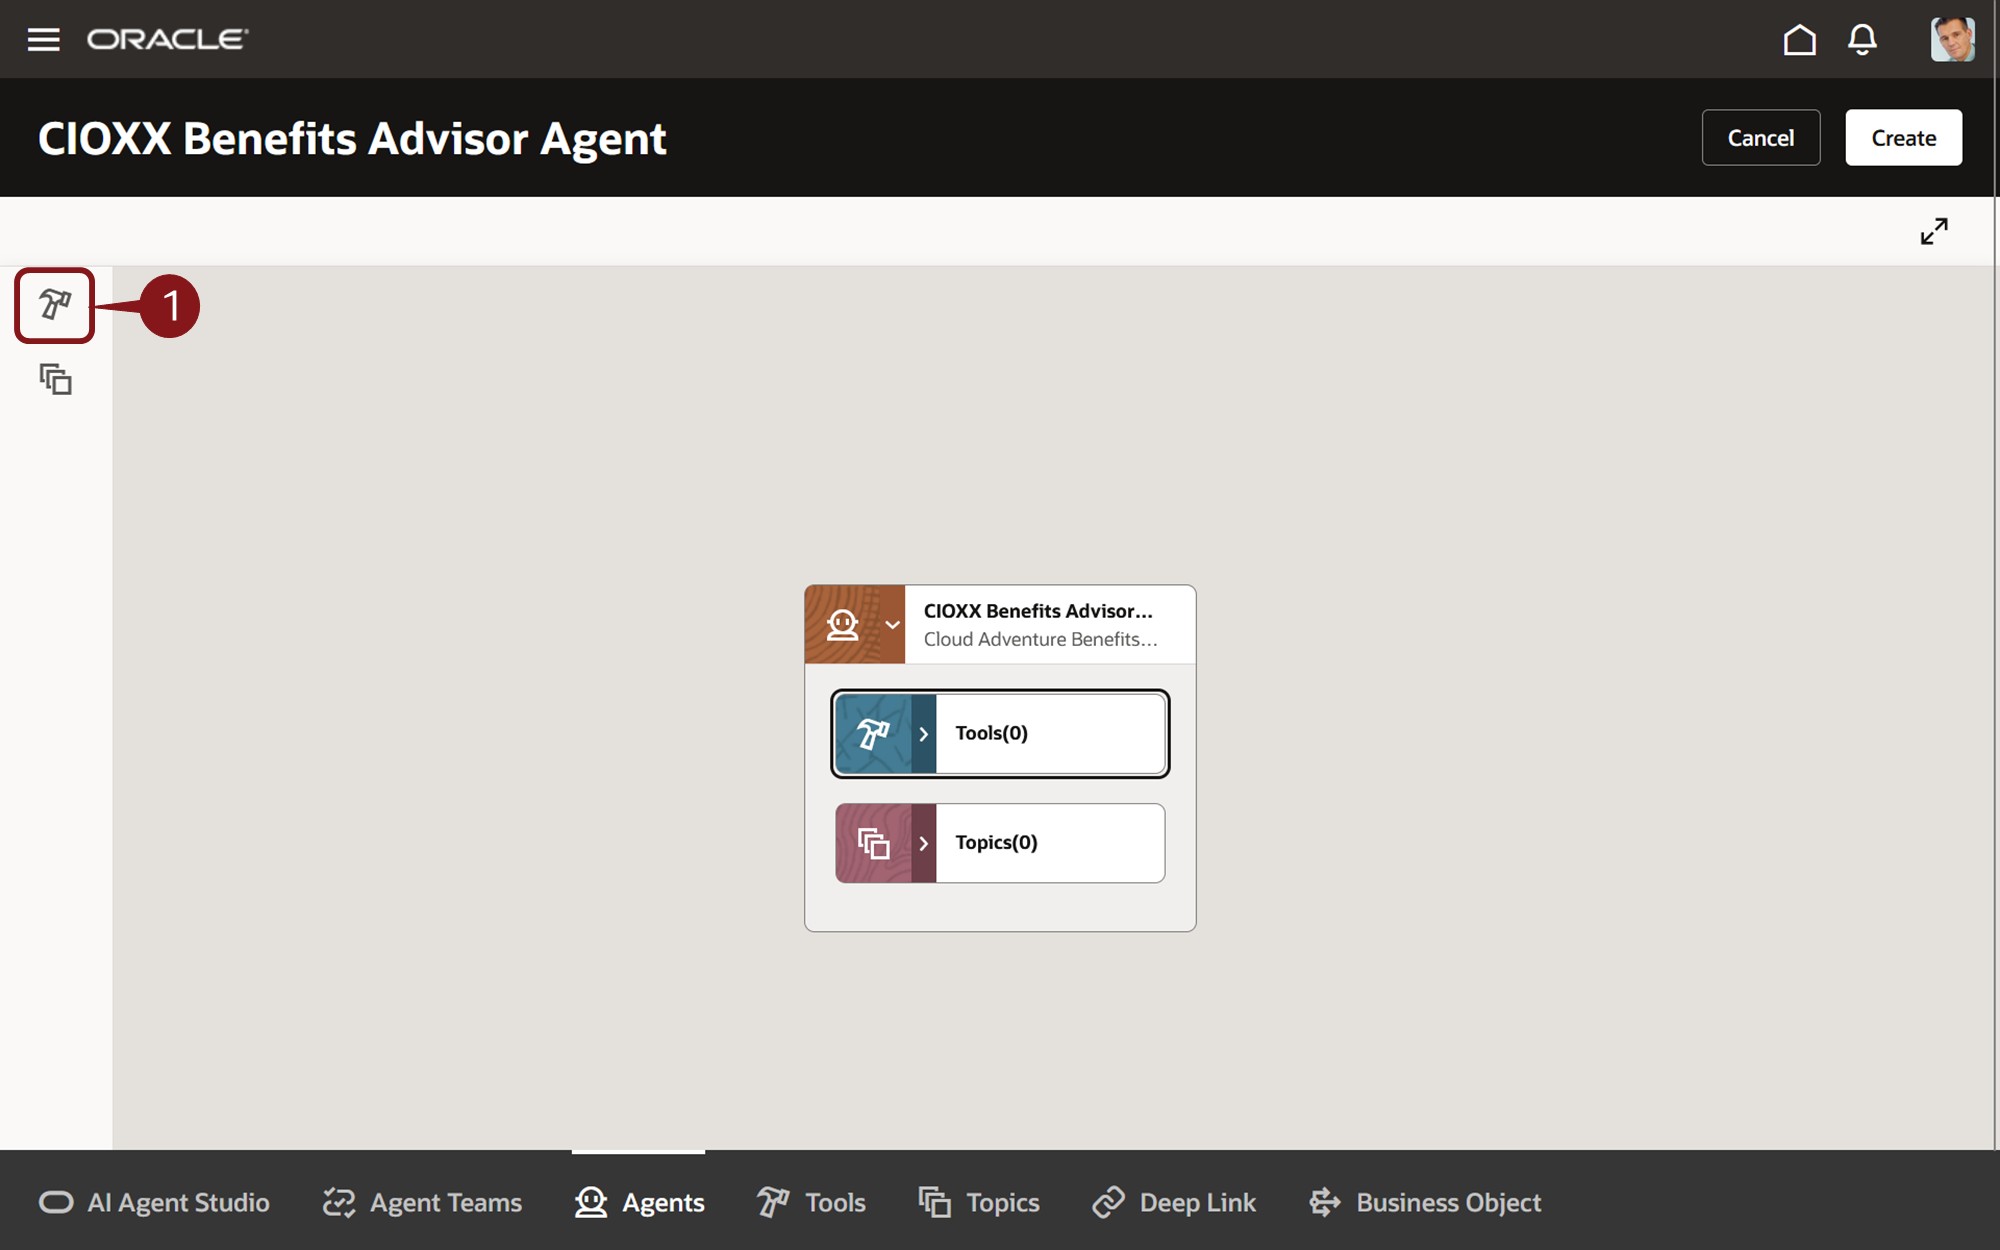 ORACLE
CIOXX Benefits Advisor Agent
Cancel
Create
1
CIOXX Benefits Advisor...
Cloud Adventure Benefits...
Tools(0)
Topics(0)
AI Agent Studio
Agent Teams
Agents
Tools
Topics
Deep Link
Business Object